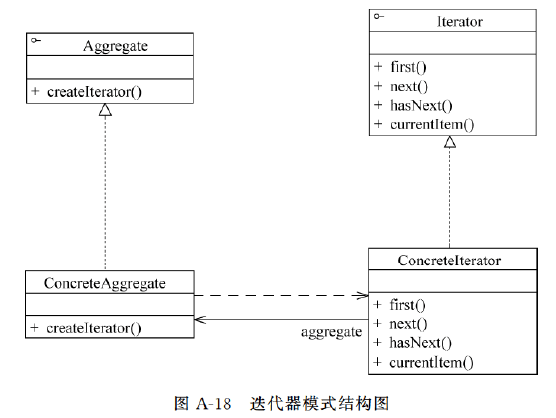 Aggregate
+ createIterator()
Iterator
+ first()
+ next()
+ hasNext()
+ currentItem()
ConcreteAggregate
+ createIterator()
aggregate
ConcreteIterator
+ first()
+ next()
+ hasNext()
+ currentItem()
图 A-18 迭代器模式结构图